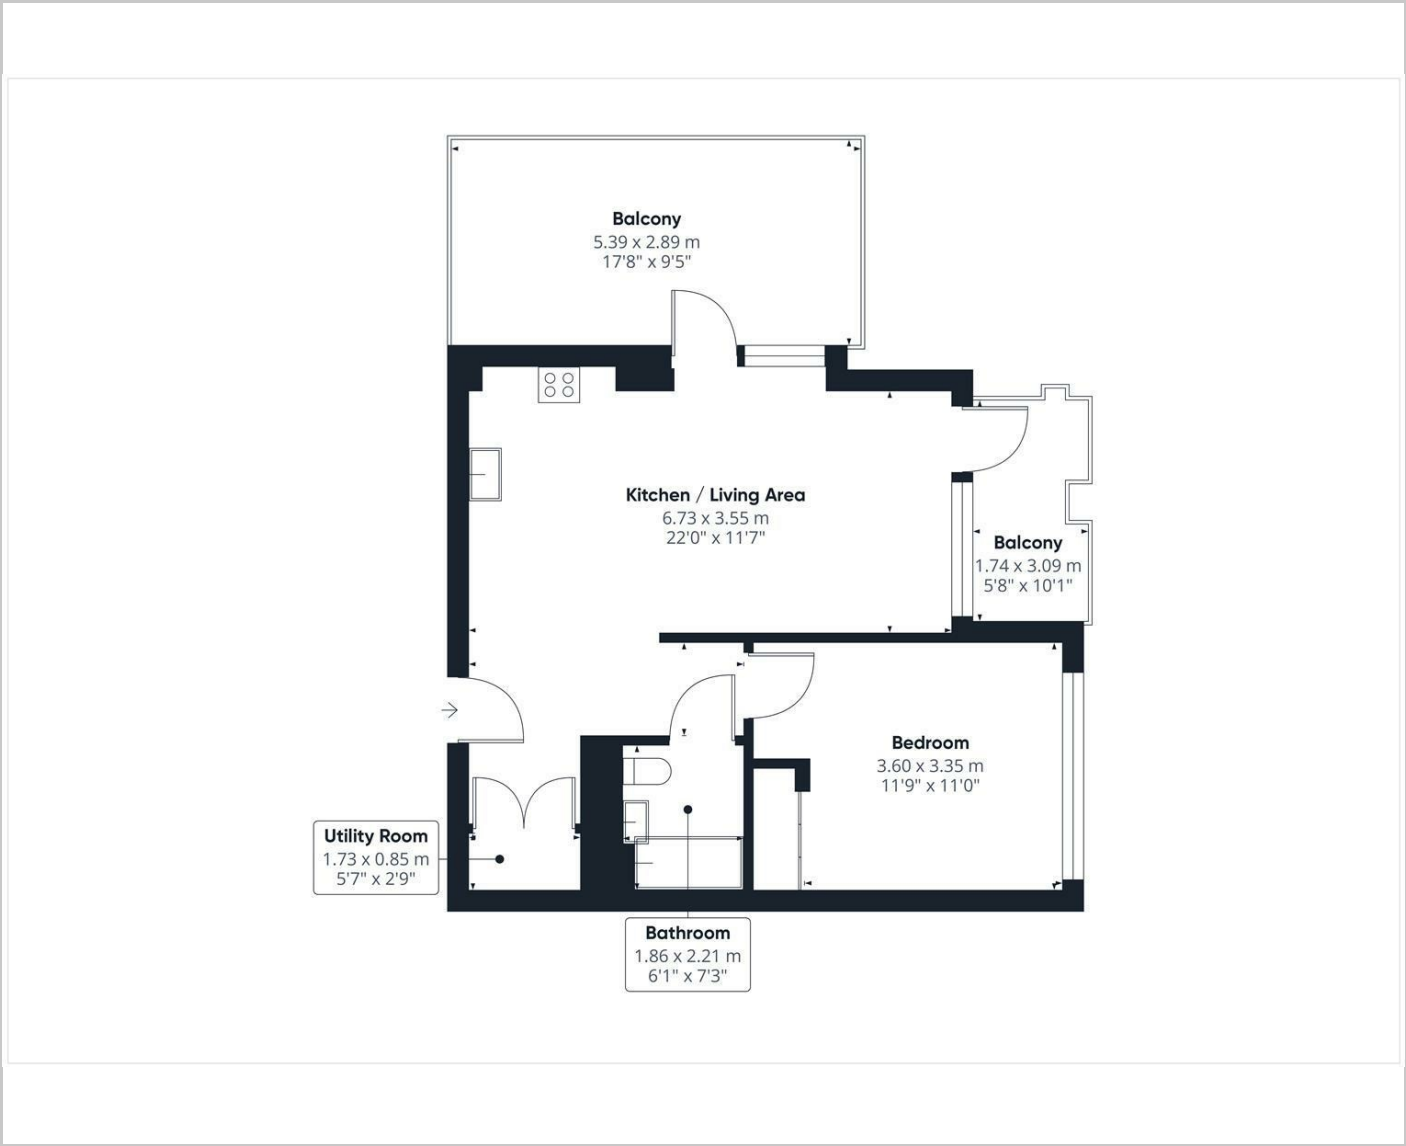 Balcony
5.39 x 2.89 m
17'8" x 9'5"
Kitchen / Living Area
6.73 x 3.55 m
22'0" x 11'7"
Balcony
1.74 x 3.09 m
5'8" x 10'1"
Bedroom
3.60 x 3.35 m
11'9" x 11'0"
Utility Room
1.73 x 0.85 m
5'7" x 2'9"
Bathroom
1.86 x 2.21 m
6'1" x 7'3"